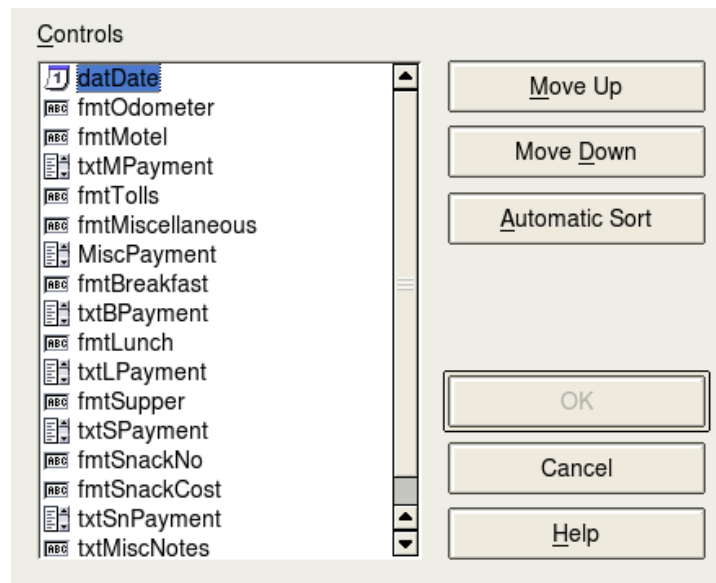 Controls
datDate
fmtOdometer
fmtMotel
txtMPayment
fmtTolls
fmtMiscellaneous
MiscPayment
fmtBreakfast
txtBPayment
fmtLunch
txtLPayment
fmtSupper
txtSPayment
fmtSnackNo
fmtSnackCost
txtSnPayment
txtMiscNotes
Move Up
Move Down
Automatic Sort
OK
Cancel
Help